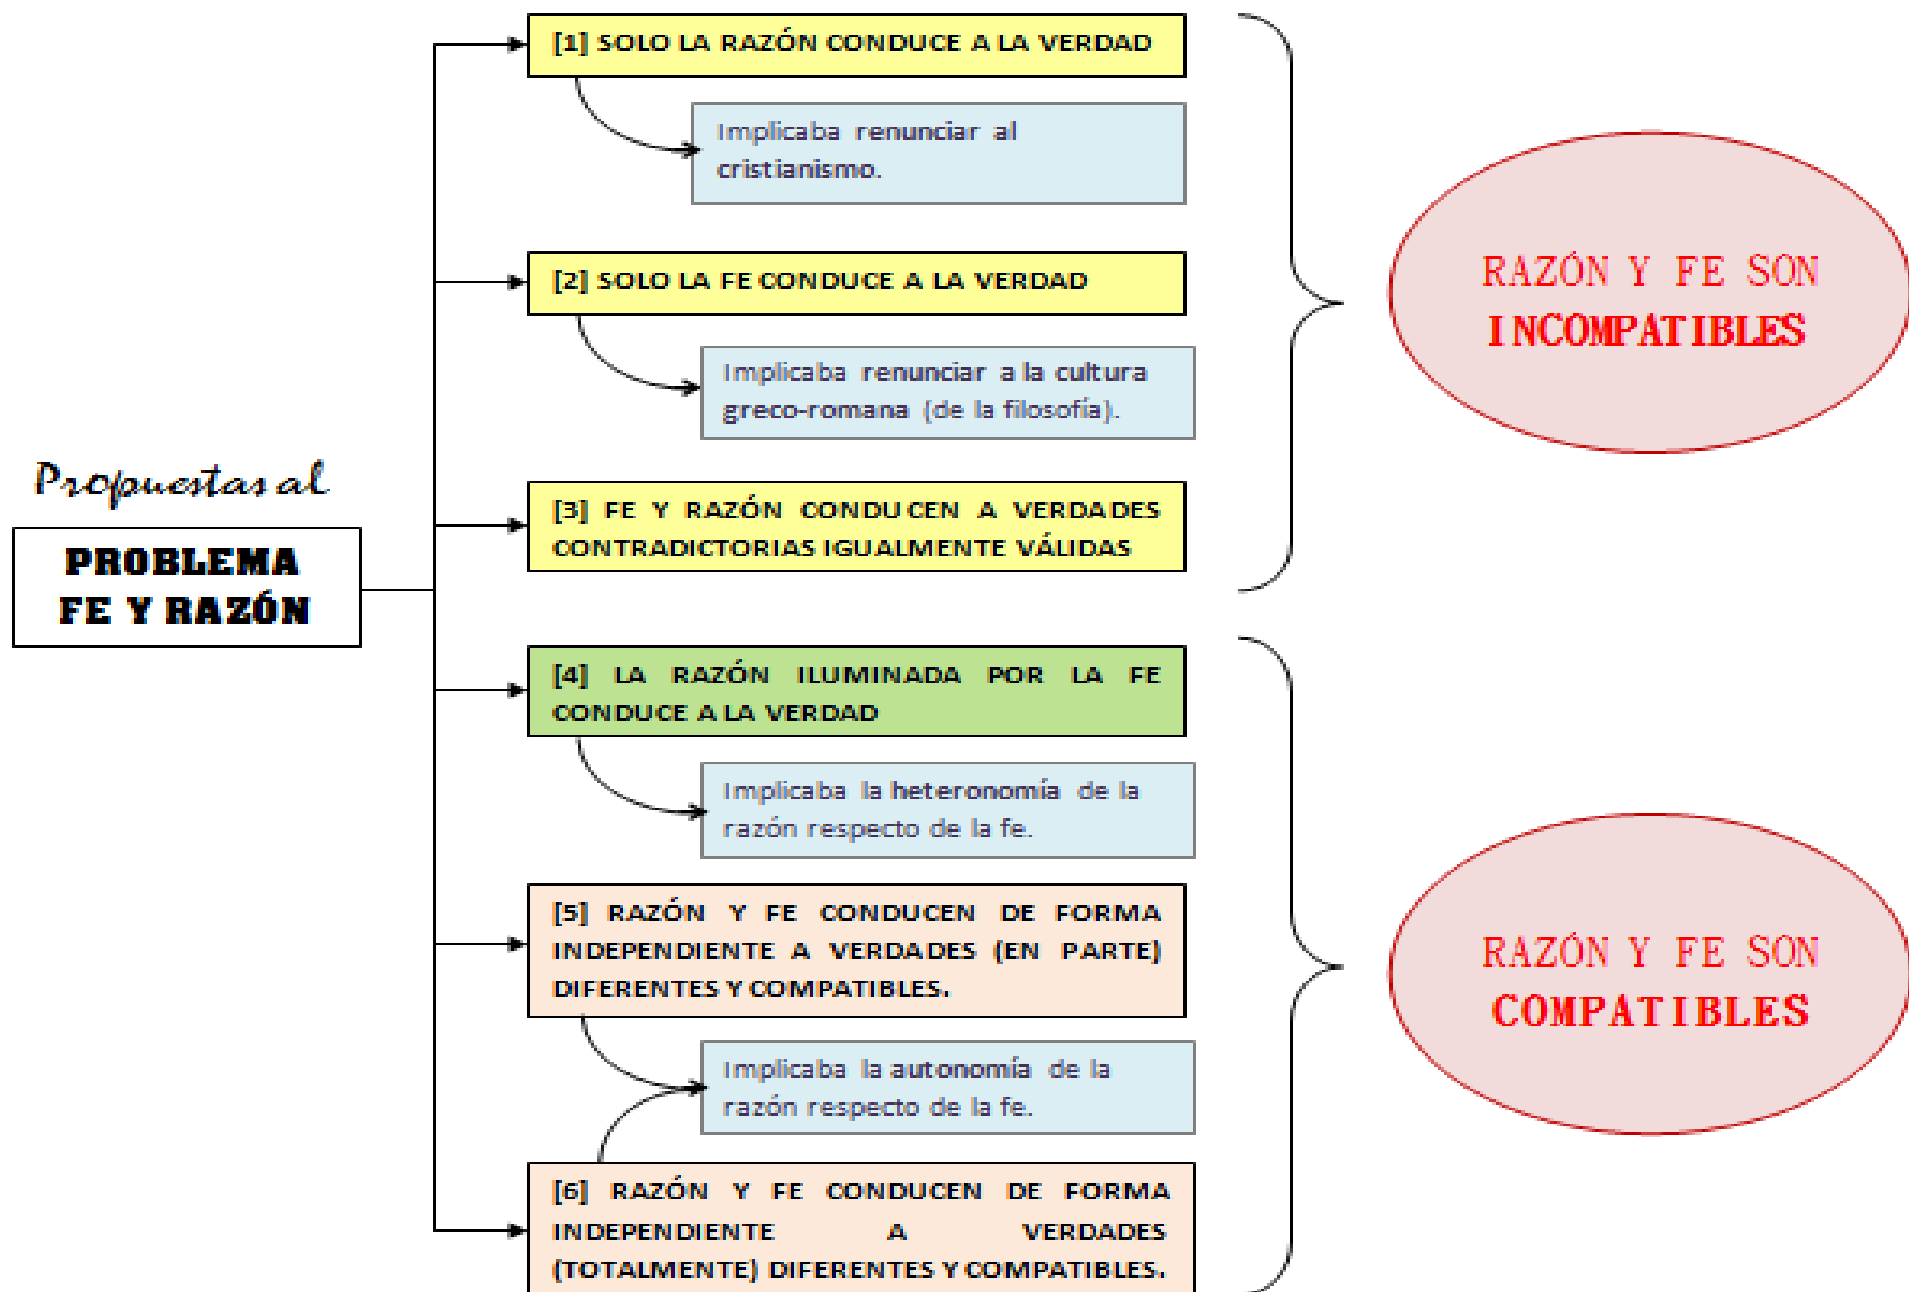 Propuestas al
PROBLEMA
FE Y RAZÓN
[1] SOLO LA RAZÓN CONDUCE A LA VERDAD
Implicaba renunciar al
cristianismo.
[2] SOLO LA FE CONDUCE A LA VERDAD
Implicaba renunciar a la cultura
greco-romana (de la filosofía).
[3] FE Y RAZÓN CONDUCEN A VERDADES
CONTRADICTORIAS IGUALMENTE VÁLIDAS
RAZÓN Y FE SON
INCOMPATIBLES
[4] LA RAZÓN ILUMINADA POR LA FE
CONDUCE A LA VERDAD
Implicaba la heteronomía de la
razón respecto de la fe.
[5] RAZÓN Y FE CONDUCEN DE FORMA
INDEPENDIENTE A VERDADES (EN PARTE)
DIFERENTES Y COMPATIBLES.
Implicaba la autonomía de la
razón respecto de la fe.
[6] RAZÓN Y FE CONDUCEN DE FORMA
INDEPENDIENTE A VERDADES
(TOTALMENTE) DIFERENTES Y COMPATIBLES.
RAZÓN Y FE SON
COMPATIBLES